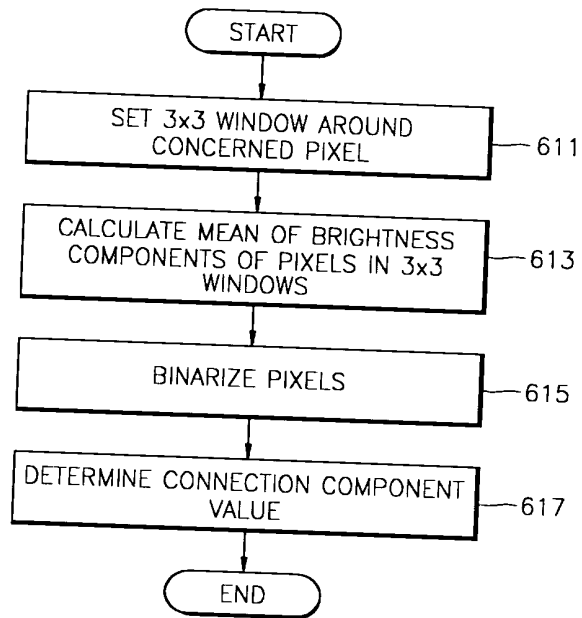 START
SET 3x3 WINDOW AROUND
CONCERNED PIXEL
611
CALCULATE MEAN OF BRIGHTNESS
COMPONENTS OF PIXELS IN 3x3
WINDOWS
613
BINARIZE PIXELS
615
DETERMINE CONNECTION COMPONENT
VALUE
617
END